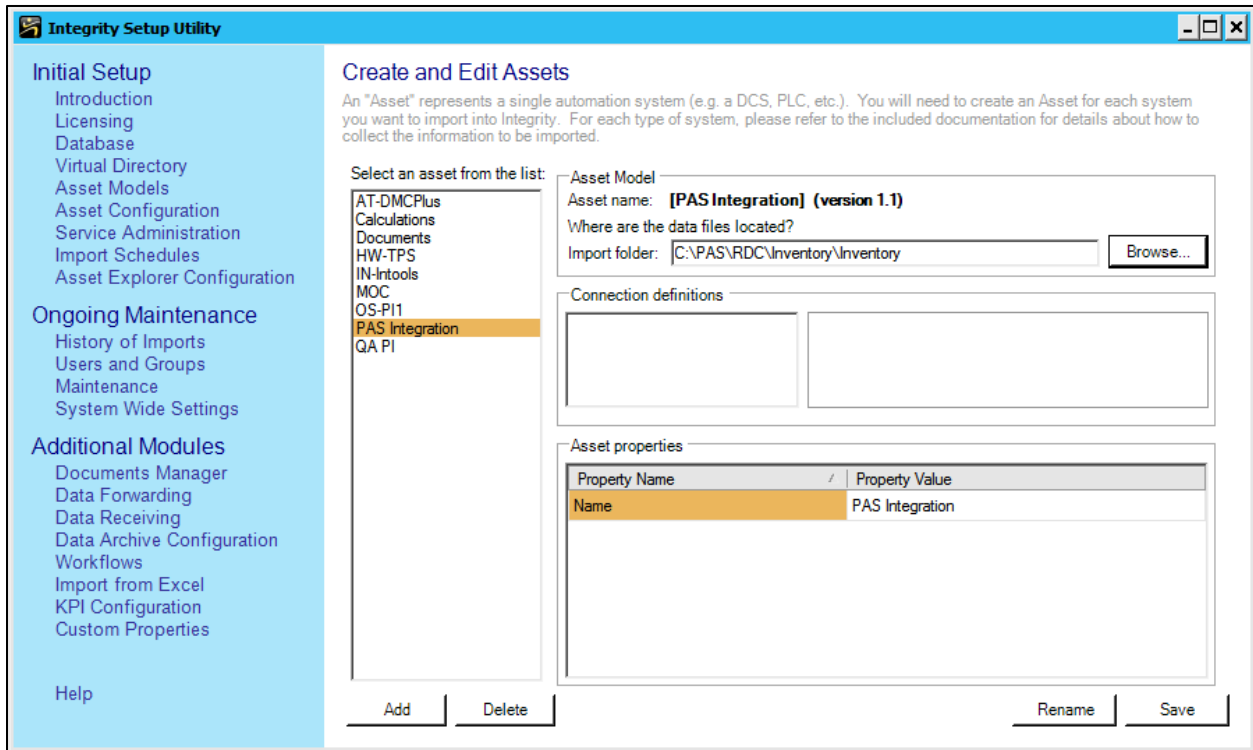 Integrity Setup Utility
Initial Setup
Introduction
Licensing
Database
Virtual Directory
Asset Models
Asset Configuration
Service Administration
Import Schedules
Asset Explorer Configuration
Ongoing Maintenance
History of Imports
Users and Groups
Maintenance
System Wide Settings
Additional Modules
Documents Manager
Data Forwarding
Data Receiving
Data Archive Configuration
Workflows
Import from Excel
KPI Configuration
Custom Properties
Help
Create and Edit Assets
An "Asset" represents a single automation system (e.g. a DCS, PLC, etc.).  You will need to create an Asset for each system
you want to import into Integrity.  For each type of system, please refer to the included documentation for details about how to
collect the information to be imported.
Select an asset from the list:
AT-DMCPlus
Calculations
Documents
HW-TPS
IN-Intools
MOC
OS-PI1
PAS Integration
QA PI
Add Delete
Asset Model
Asset name: [PAS Integration] (version 1.1)
Where are the data files located?
Import folder: C:\PAS\RDC\Inventory\Inventory Browse...
Connection definitions
Asset properties
Property Name / Property Value
Name PAS Integration
Rename Save